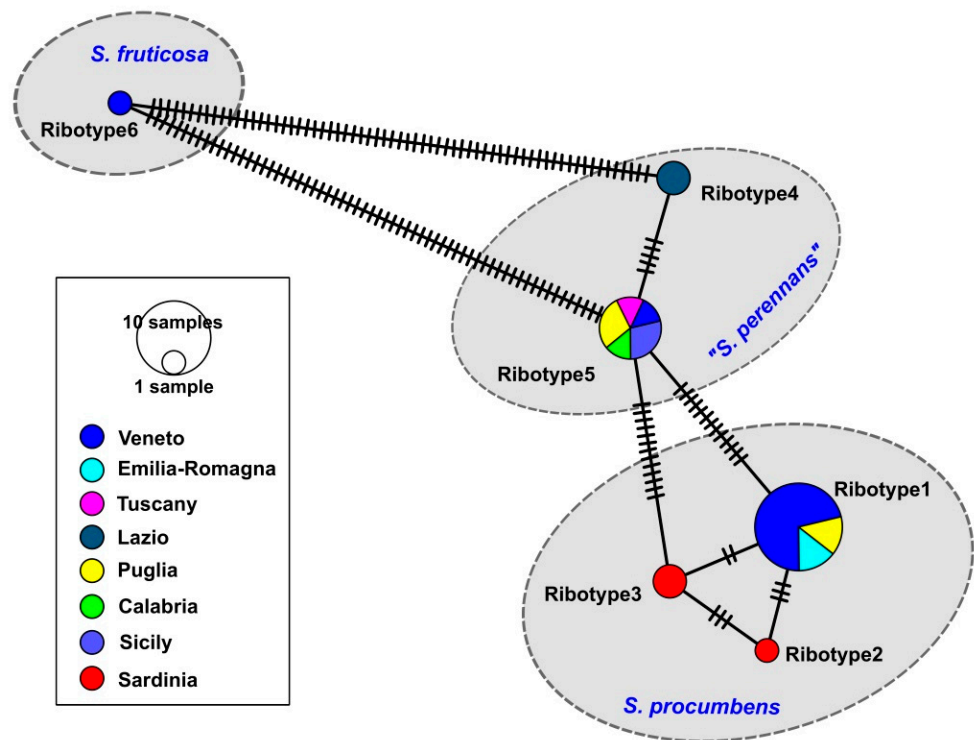 S. fruticosa
Ribotype6
Ribotype4
"S. perennans"
Ribotype5
10 samples
1 sample
Veneto
Emilia-Romagna
Tuscany
Lazio
Puglia
Calabria
Sicily
Sardinia
Ribotype1
Ribotype3
Ribotype2
S. procumbens